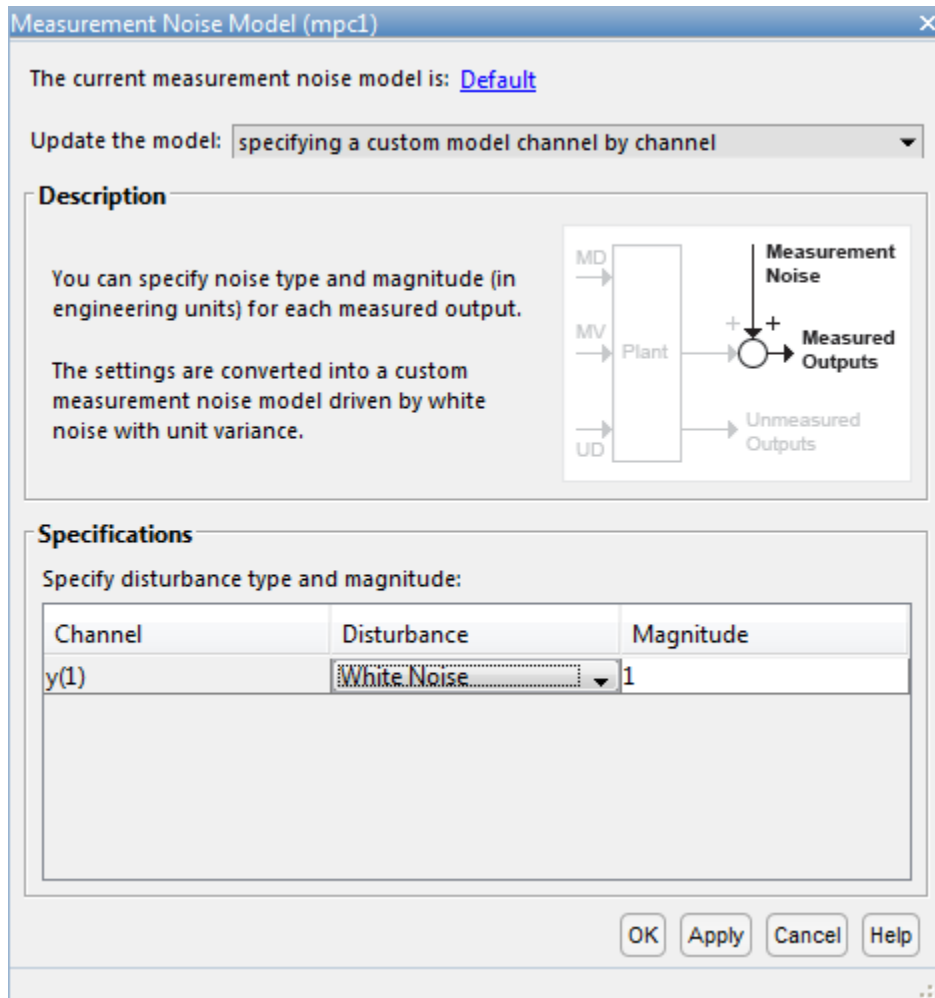 Measurement Noise Model (mpc1)
The current measurement noise model is: Default
Update the model: specifying a custom model channel by channel
Description
You can specify noise type and magnitude (in
engineering units) for each measured output.
The settings are converted into a custom
measurement noise model driven by white
noise with unit variance.
MD
MV
UD
Plant
Measurement
Noise
+ +
Measured
Outputs
Unmeasured
Outputs
Specifications
Specify disturbance type and magnitude:
Channel Disturbance Magnitude
y(1) White Noise 1
OK Apply Cancel Help